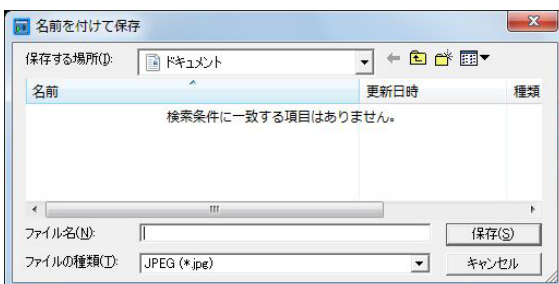 名前を付けて保存
保存する場所(I):
ドキュメント
名前 更新日時 種類
検索条件に一致する項目はありません。
ファイル名(N): 保存(S)
ファイルの種類(T): JPEG (*.jpg) キャンセル